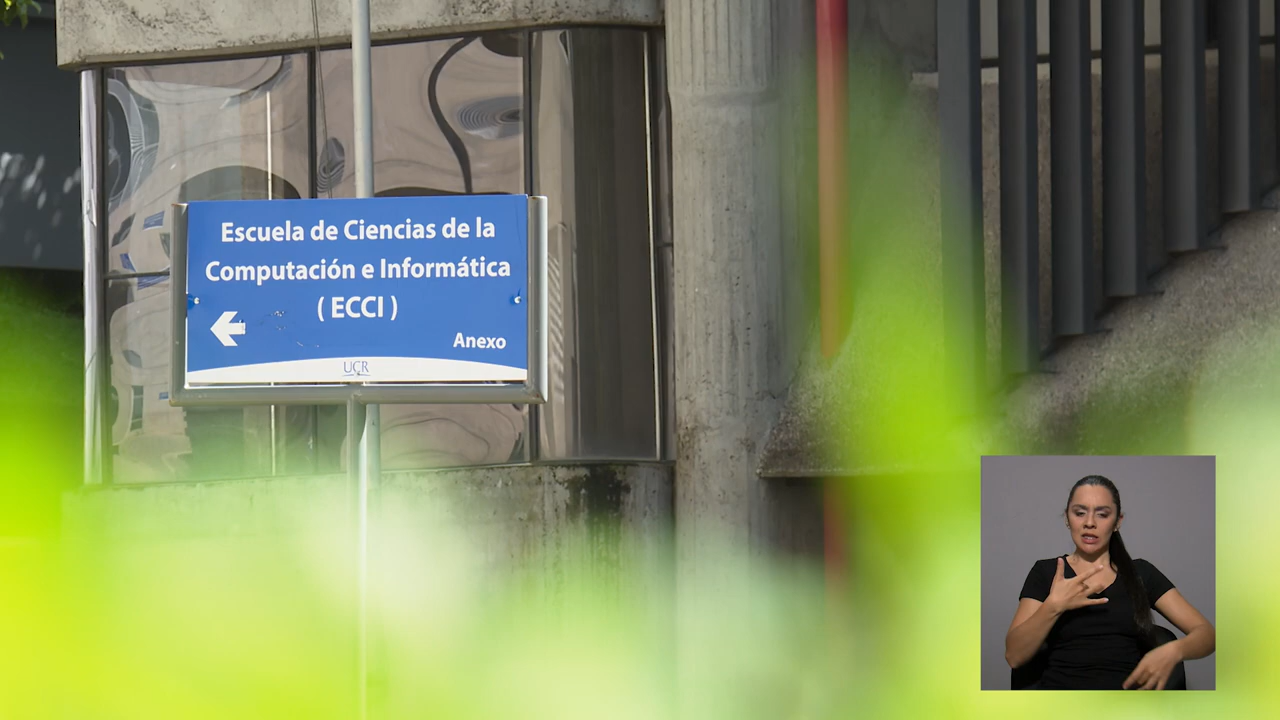 Escuela de Ciencias de la
Computación e Informática
( ECCI )
Anexo
UCR